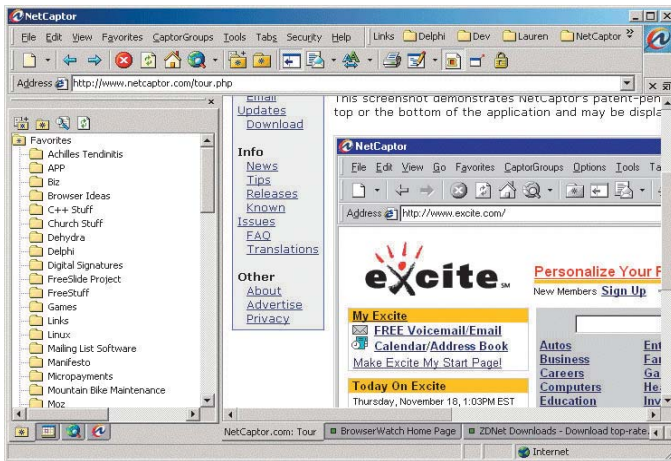 NetCaptor
File Edit View Favorites CaptorGroups Tools Tabs Security Help Links Delphi Dev Lauren NetCaptor
Address http://www.netcaptor.com/tour.php
Favorites
Achilles Tendinitis
APP
Biz
Browser Ideas
C++ Stuff
Church Stuff
Dehydra
Delphi
Digital Signatures
FreeSlide Project
FreeStuff
Games
Links
Linux
Mailing List Software
Manifesto
Micropayments
Mountain Bike Maintenance
Moz
Email
Updates
Download
Info
News
Tips
Releases
Known
Issues
FAQ
Translations
Other
About
Advertise
Privacy
This screenshot demonstrates NetCaptor's patent-pen
top or the bottom of the application and may be displa
NetCaptor
File Edit View Go Favorites CaptorGroups Options Tools Ta
Address http://www.excite.com/
excite SM
Personalize Your P
New Members Sign Up
My Excite
FREE Voicemail/Email
Calendar/Address Book
Make Excite My Start Page!
Today On Excite
Thursday, November 18, 1:03PM EST
Autos
Business
Careers
Computers
Education
Ent
Far
Ga
He
Inv
NetCaptor.com: Tour BrowserWatch Home Page ZDNet Downloads - Download top-rate
Internet